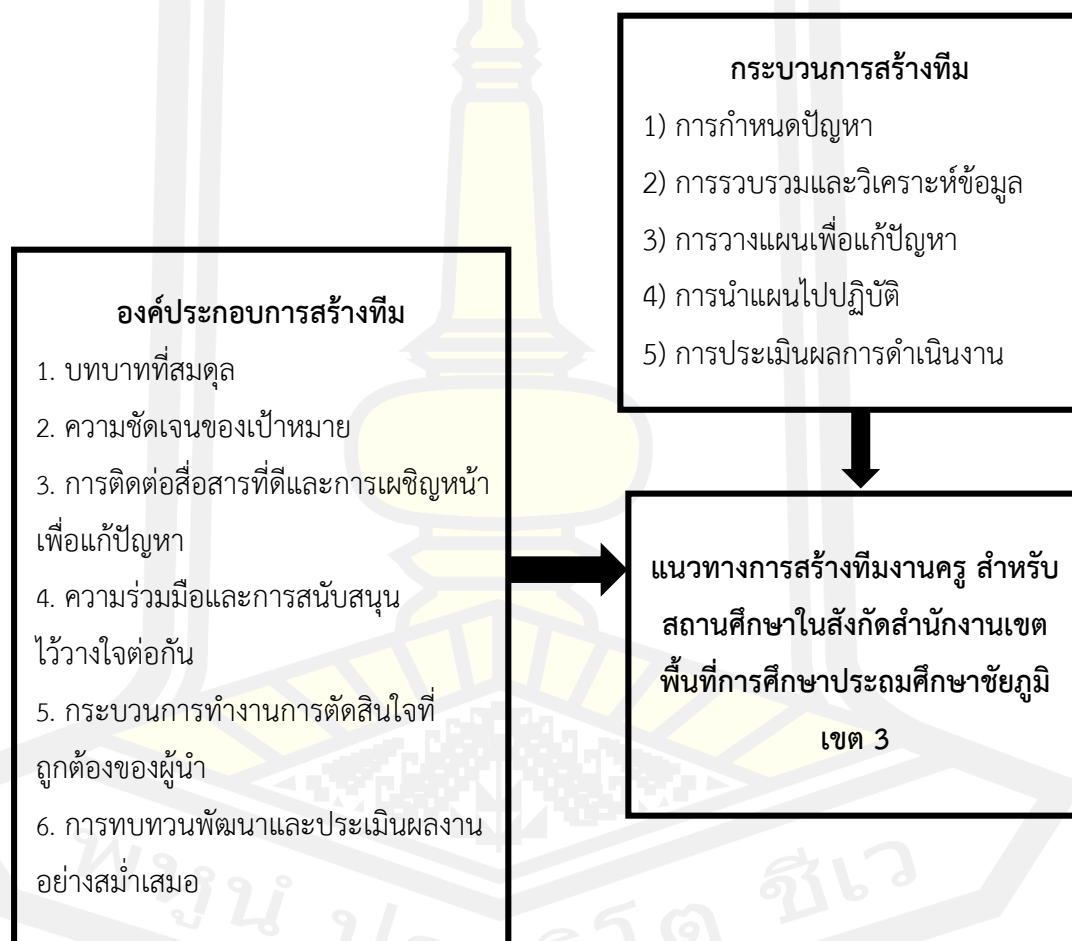 กระบวนการสร้างทีม
1) การกำหนดปัญหา
2) การรวบรวมและวิเคราะห์ข้อมูล
3) การวางแผนเพื่อแก้ปัญหา
4) การนำแผนไปปฏิบัติ
5) การประเมินผลการดำเนินงาน
องค์ประกอบการสร้างทีม
1. บทบาทที่สมดุล
2. ความชัดเจนของเป้าหมาย
3. การติดต่อสื่อสารที่ดีและการเผชิญหน้า
เพื่อแก้ปัญหา
4. ความร่วมมือและการสนับสนุน
ไว้วางใจต่อกัน
5. กระบวนการทำงานการตัดสินใจที่
ถูกต้องของผู้นำ
6. การทบทวนพัฒนาและประเมินผลงาน
อย่างสม่ำเสมอ
แนวทางการสร้างทีมงานครู สำหรับ
สถานศึกษาในสังกัดสำนักงานเขต
พื้นที่การศึกษาประถมศึกษาชัยภูมิ
เขต 3
พหุนํ
ชีเว